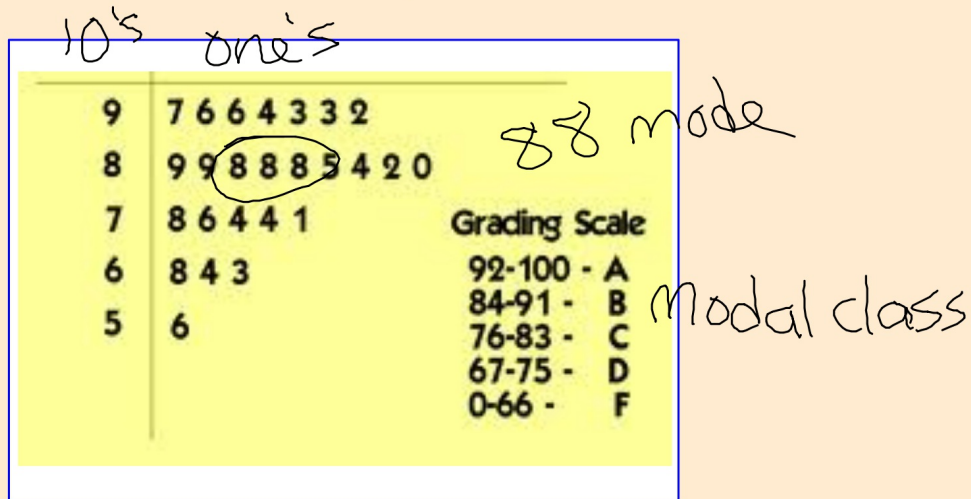 10's one's
9 7 6 6 4 3 3 2
8 9 9 8 8 8 5 4 2 0
88 mode
7 8 6 4 4 1
6 8 4 3
5 6
Grading Scale
92-100 - A
84-91 - B
76-83 - C
67-75 - D
0-66 - F
Modal class